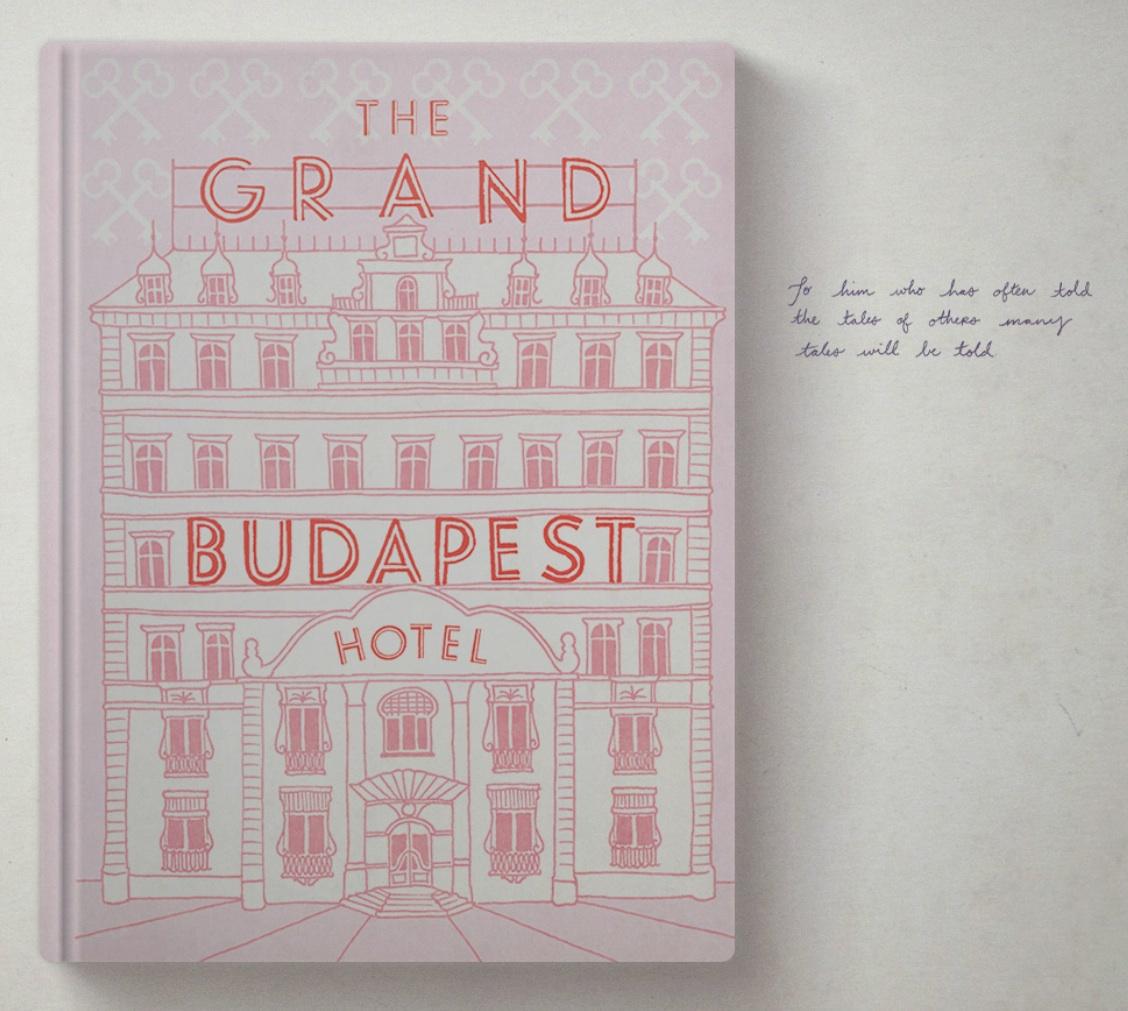 THE
GRAND
BUDAPEST
HOTEL
To him who has often told
the tales of others many
tales will be told